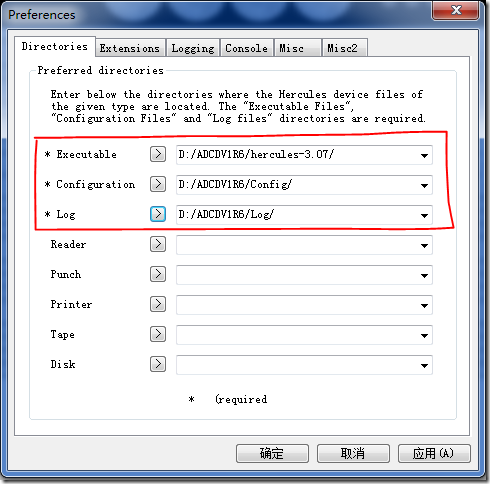 Preferences
Directories Extensions Logging Console Misc Misc2
Preferred directories
Enter below the directories where the Hercules device files of
the given type are located. The "Executable Files",
"Configuration Files" and "Log files" directories are required.
* Executable > D:/ADCDV1R6/hercules-3.07/
* Configuration > D:/ADCDV1R6/Config/
* Log > D:/ADCDV1R6/Log/
Reader >
Punch >
Printer >
Tape >
Disk >
* (required
确定 取消 应用(A)